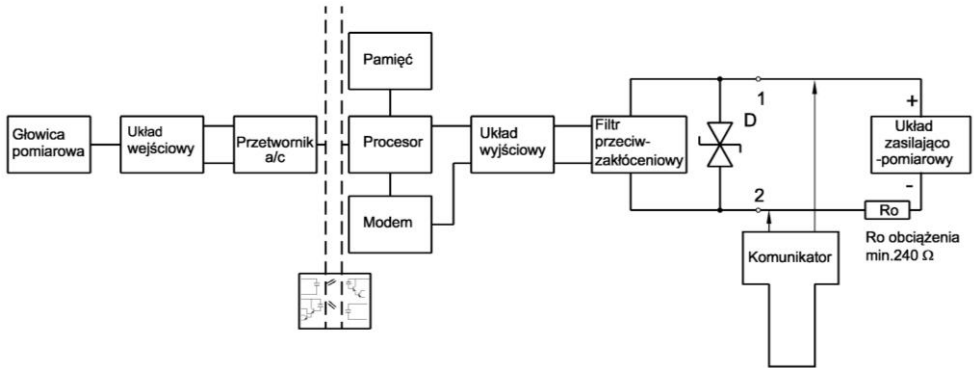 Pamięć
Głowica
pomiarowa
Układ
wejściowy
Przetwornik
a/c
Procesor
Układ
wyjściowy
Filtr
przeciw-
zakłóceniowy
D
1
+
Układ
zasilająco
-pomiarowy
-
2
Modem
Ro
Ro obciążenia
min.240 Ω
Komunikator